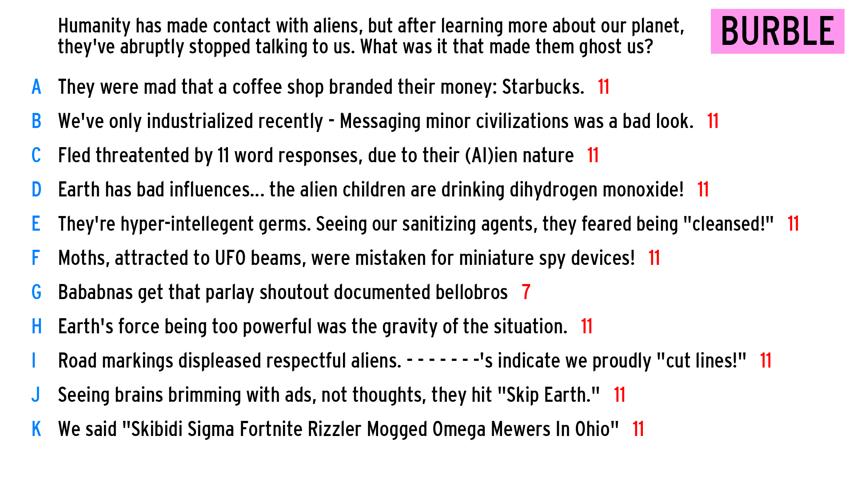 Humanity has made contact with aliens, but after learning more about our planet,
they've abruptly stopped talking to us. What was it that made them ghost us?
BURBLE
A They were mad that a coffee shop branded their money: Starbucks. 11
B We've only industrialized recently - Messaging minor civilizations was a bad look. 11
C Fled threatented by 11 word responses, due to their (AI)ien nature 11
D Earth has bad influences... the alien children are drinking dihydrogen monoxide! 11
E They're hyper-intellegent germs. Seeing our sanitizing agents, they feared being "cleansed!" 11
F Moths, attracted to UFO beams, were mistaken for miniature spy devices! 11
G Bababnas get that parlay shoutout documented bellobros 7
H Earth's force being too powerful was the gravity of the situation. 11
I Road markings displeased respectful aliens. - - - - - - -'s indicate we proudly "cut lines!" 11
J Seeing brains brimming with ads, not thoughts, they hit "Skip Earth." 11
K We said "Skibidi Sigma Fortnite Rizzler Mogged Omega Mewers In Ohio" 11